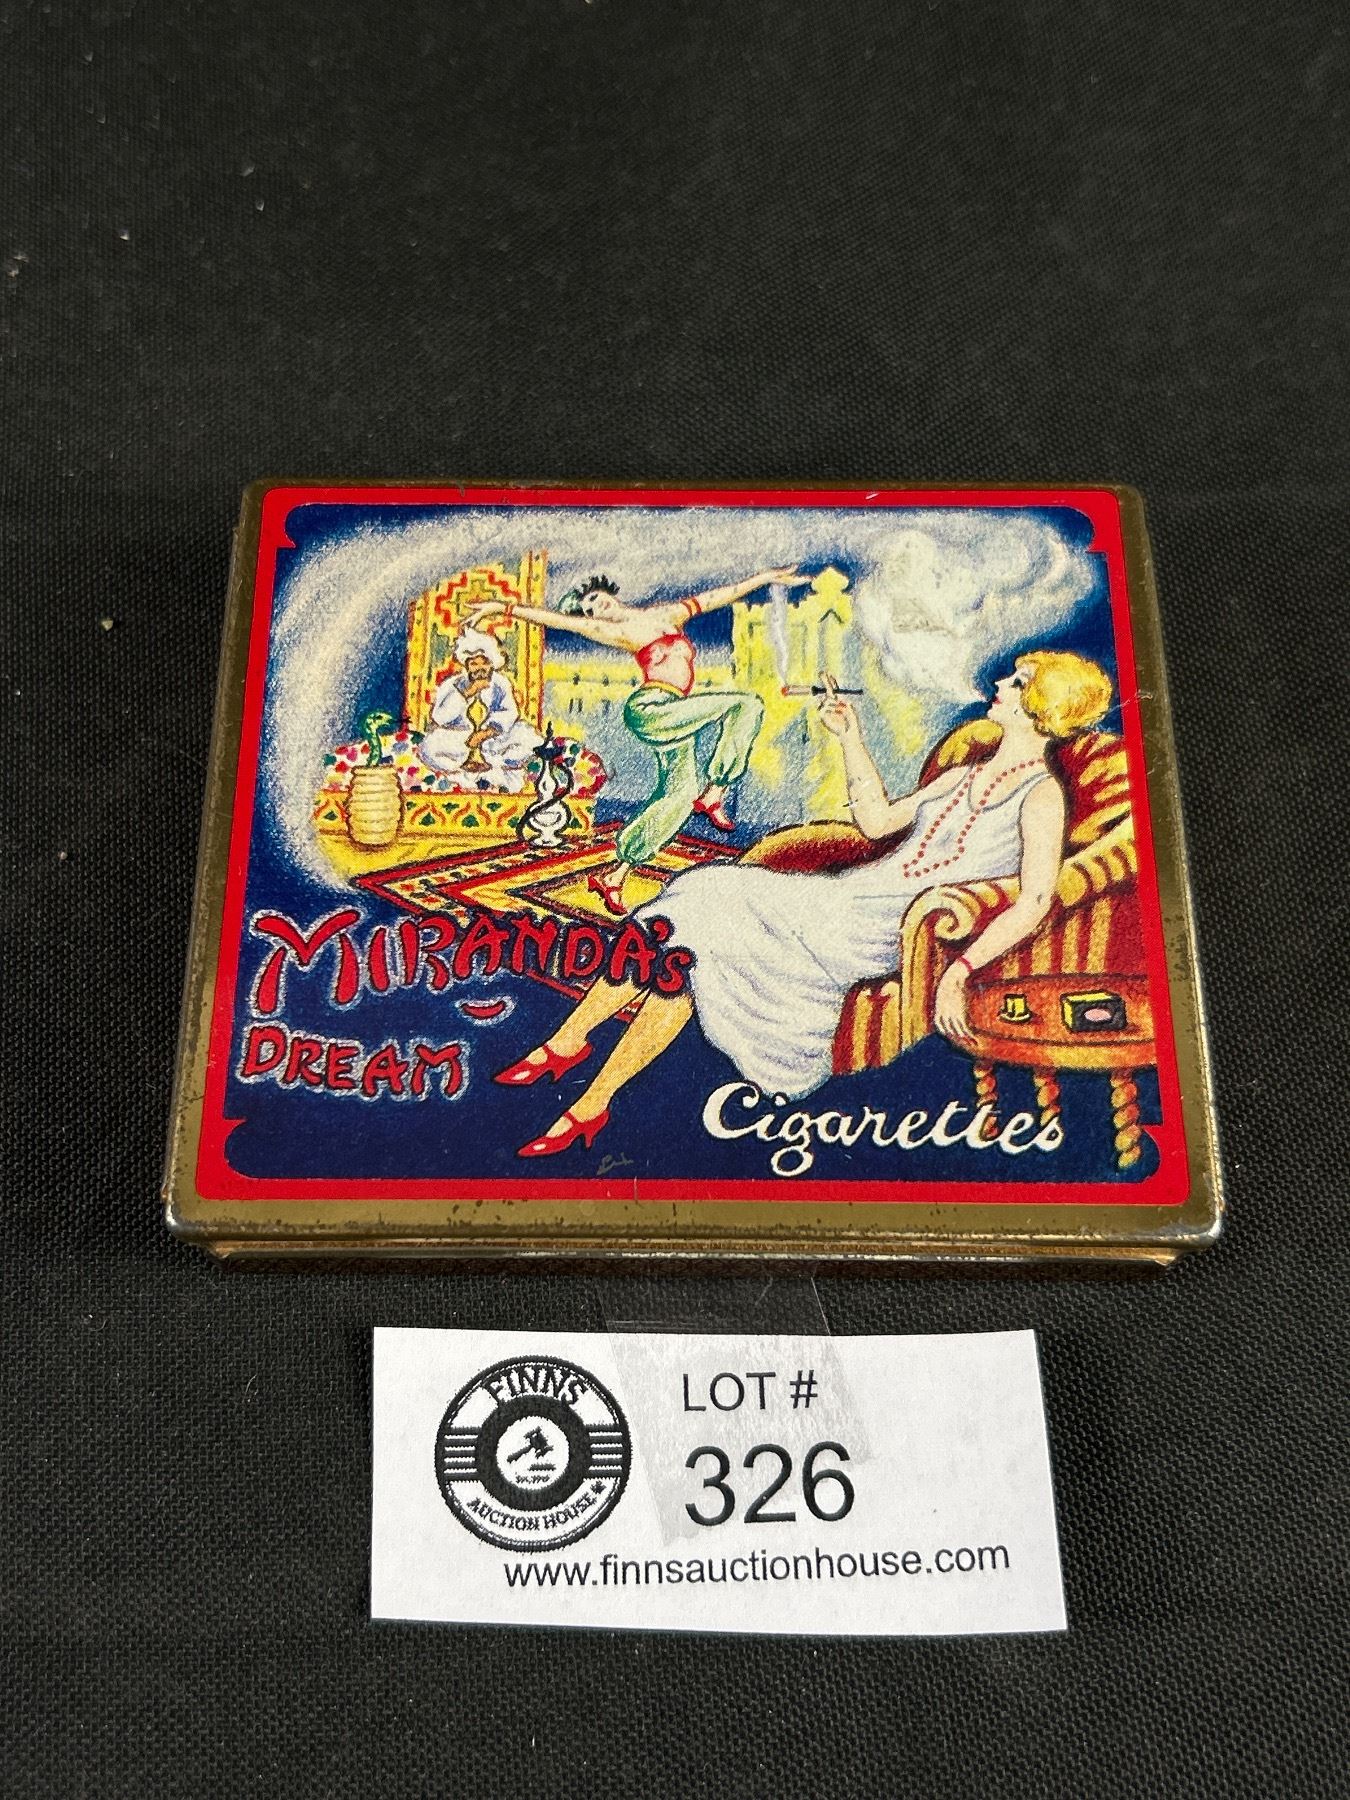 MIRANDA'S
DREAM
Cigarettes
FINNS
AUCTION HOUSE
LOT #
326
www.finnsauctionhouse.com